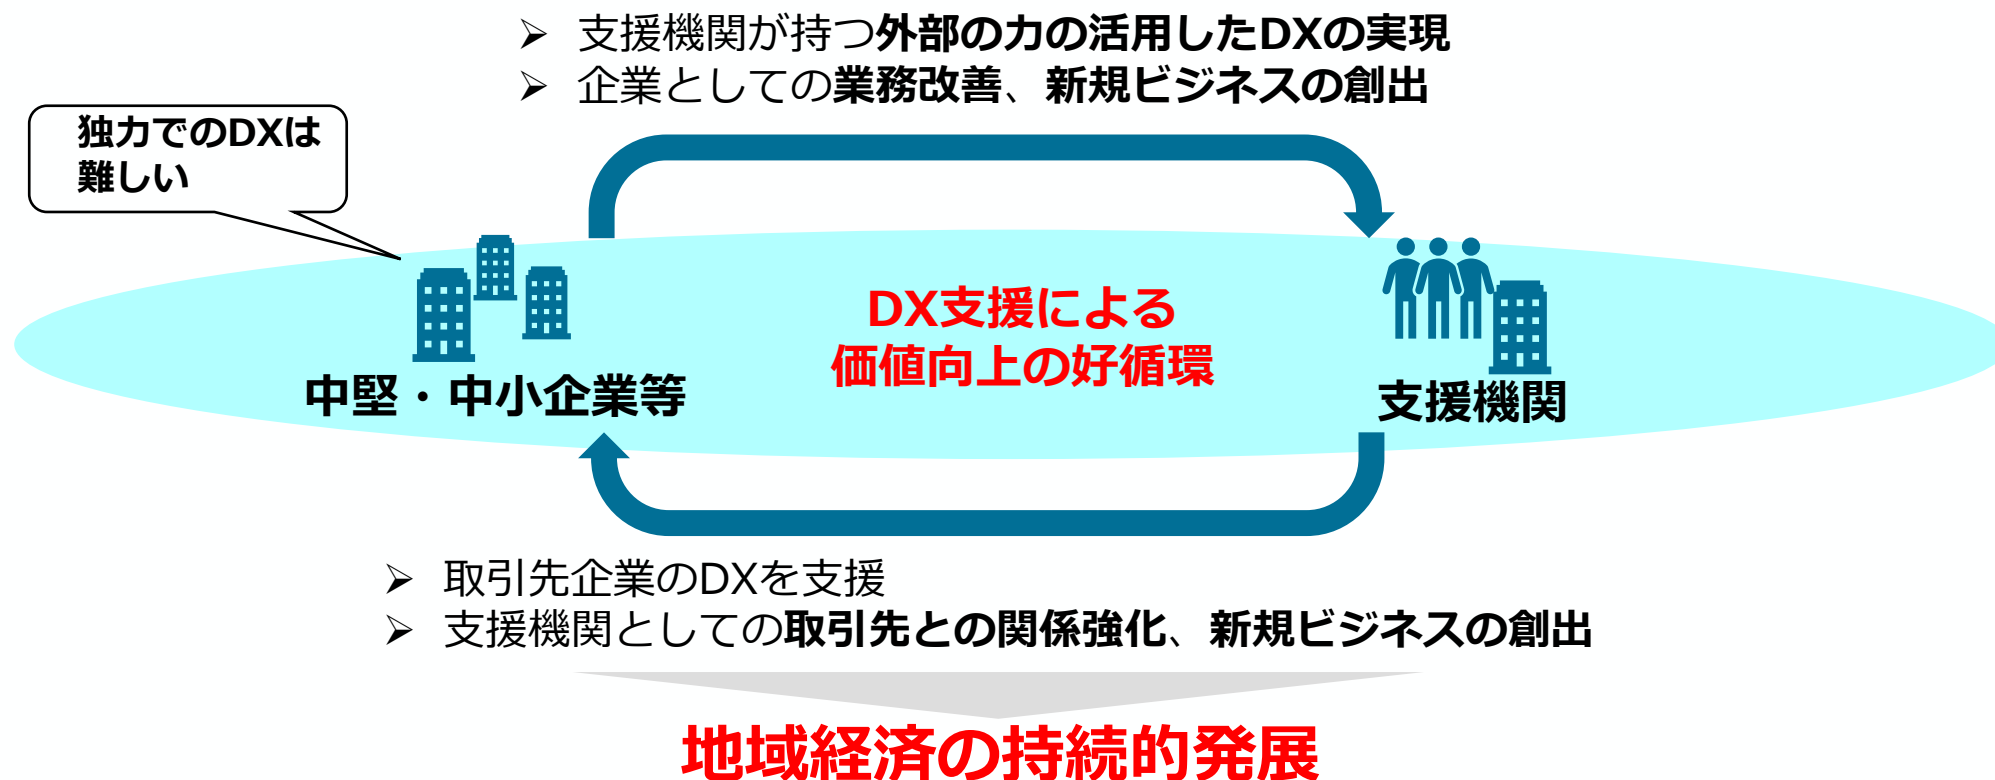 ➢ 支援機関が持つ外部の力の活用したDXの実現
➢ 企業としての業務改善、新規ビジネスの創出
独力でのDXは
難しい
DX支援による
価値向上の好循環
中堅・中小企業等
支援機関
➢ 取引先企業のDXを支援
➢ 支援機関としての取引先との関係強化、新規ビジネスの創出
地域経済の持続的発展